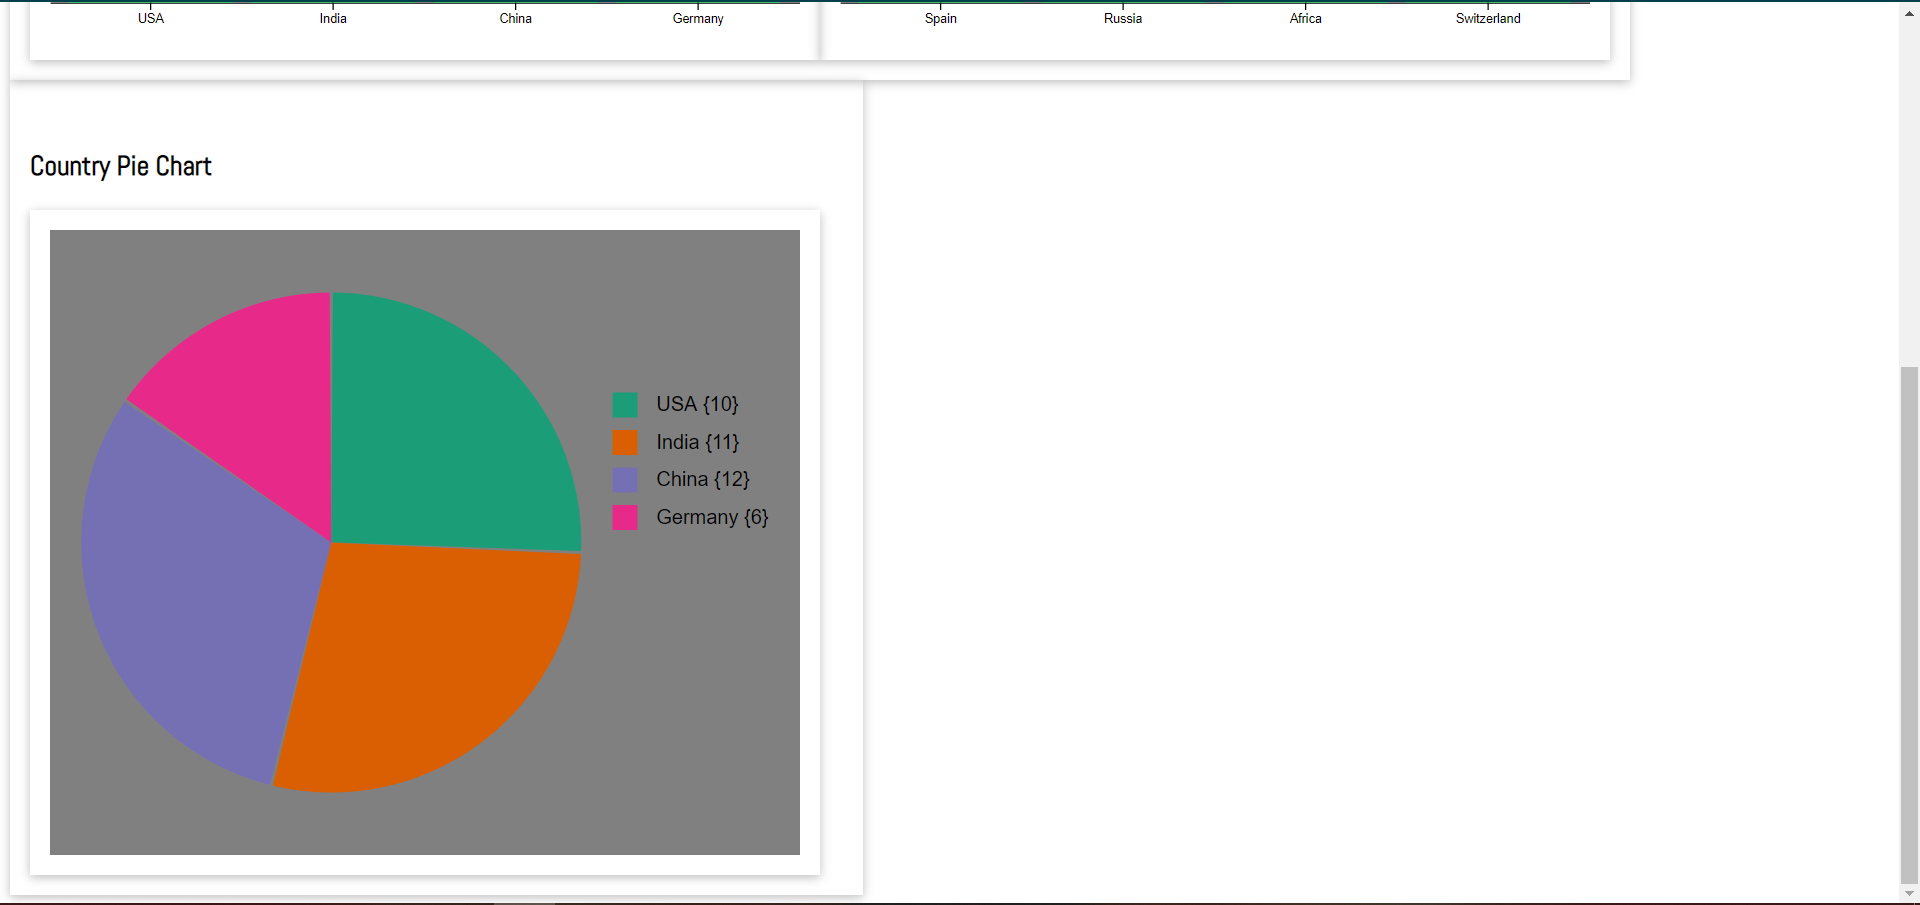 USA India China Germany Spain Russia Africa Switzerland
Country Pie Chart
USA {10}
India {11}
China {12}
Germany {6}